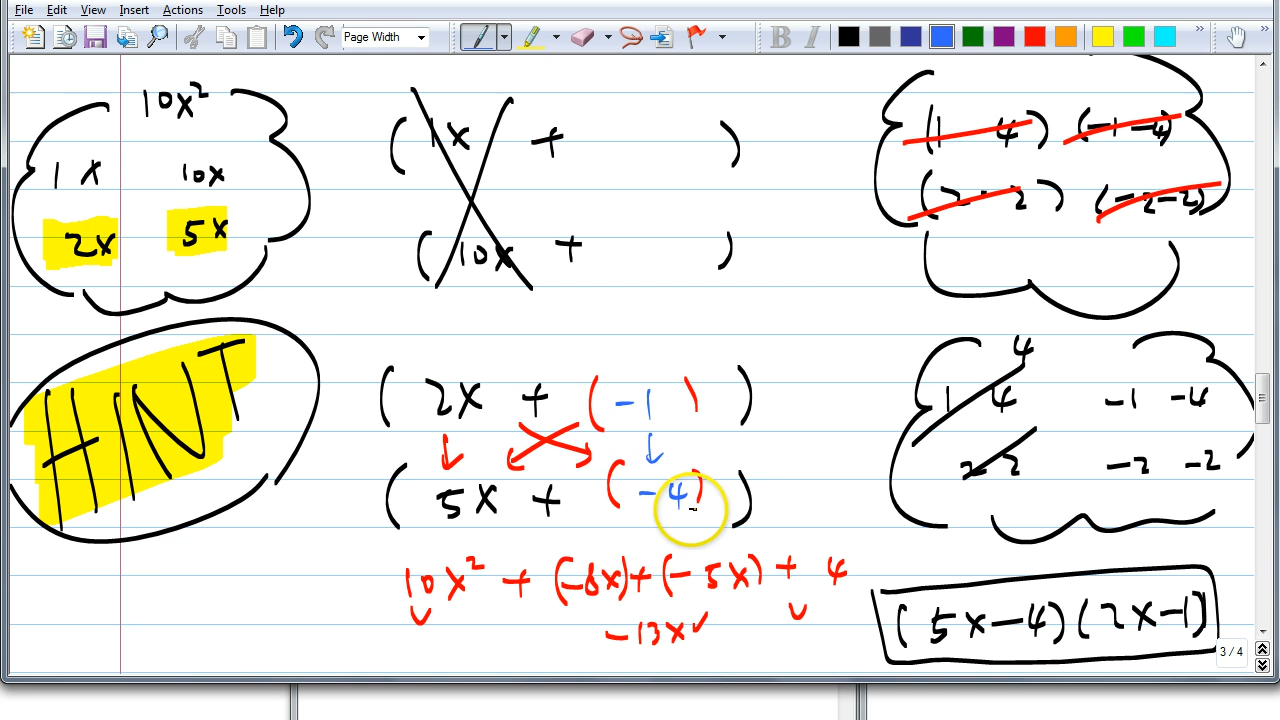 File Edit View Insert Actions Tools Help
Page Width
B I
10x²
1x 10x
2x 5x
( 1x + )
( 10x + )
(1 4) (-1 -4)
(2 2) (-2 -2)
HINT
( 2x + ( -1 ) )
( 5x + ( -4 ) )
10x² + (-8x) + (-5x) + 4
-13x
4
1 4 -1 -4
2 2 -2 -2
(5x-4)(2x-1)
3 / 4